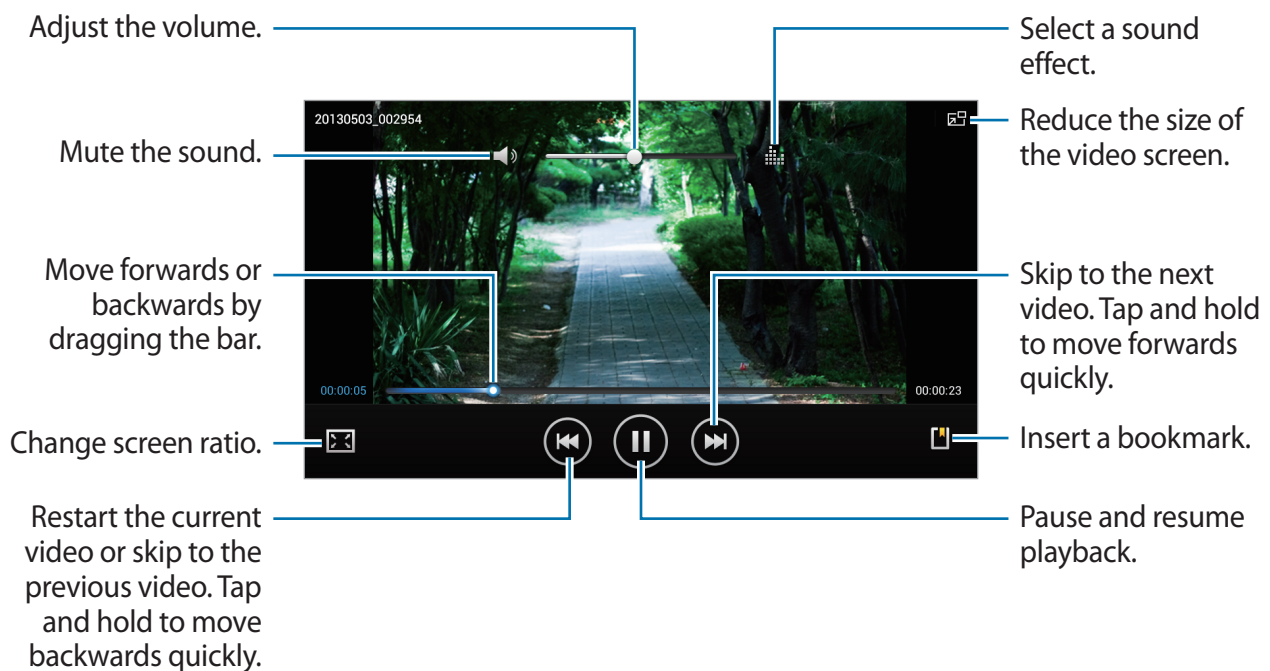 Adjust the volume.
Select a sound
effect.
20130503_002954
Reduce the size of
the video screen.
Mute the sound.
Move forwards or
backwards by
dragging the bar.
Skip to the next
video. Tap and hold
to move forwards
quickly.
00:00:05
00:00:23
Change screen ratio.
Insert a bookmark.
Restart the current
video or skip to the
previous video. Tap
and hold to move
backwards quickly.
Pause and resume
playback.